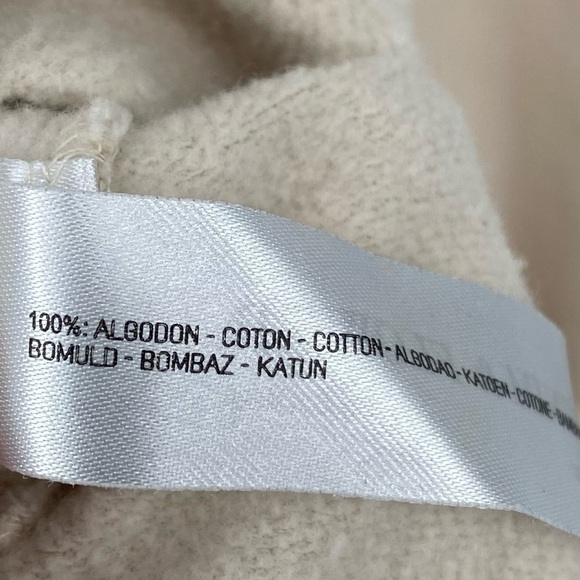 100%: ALGODON - COTON - COTTON - ALGODAO - KATOEN - COTONE -
BOMULD - BOMBAZ - KATUN